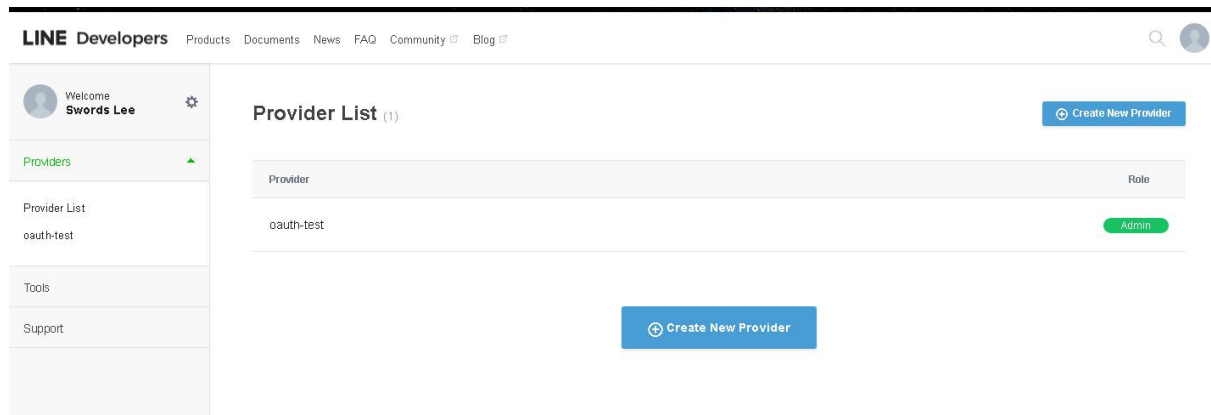 LINE Developers Products Documents News FAQ Community Blog
Welcome
Swords Lee
Providers
Provider List
oauth-test
Tools
Support
Provider List (1)
Create New Provider
Provider Role
oauth-test Admin
Create New Provider